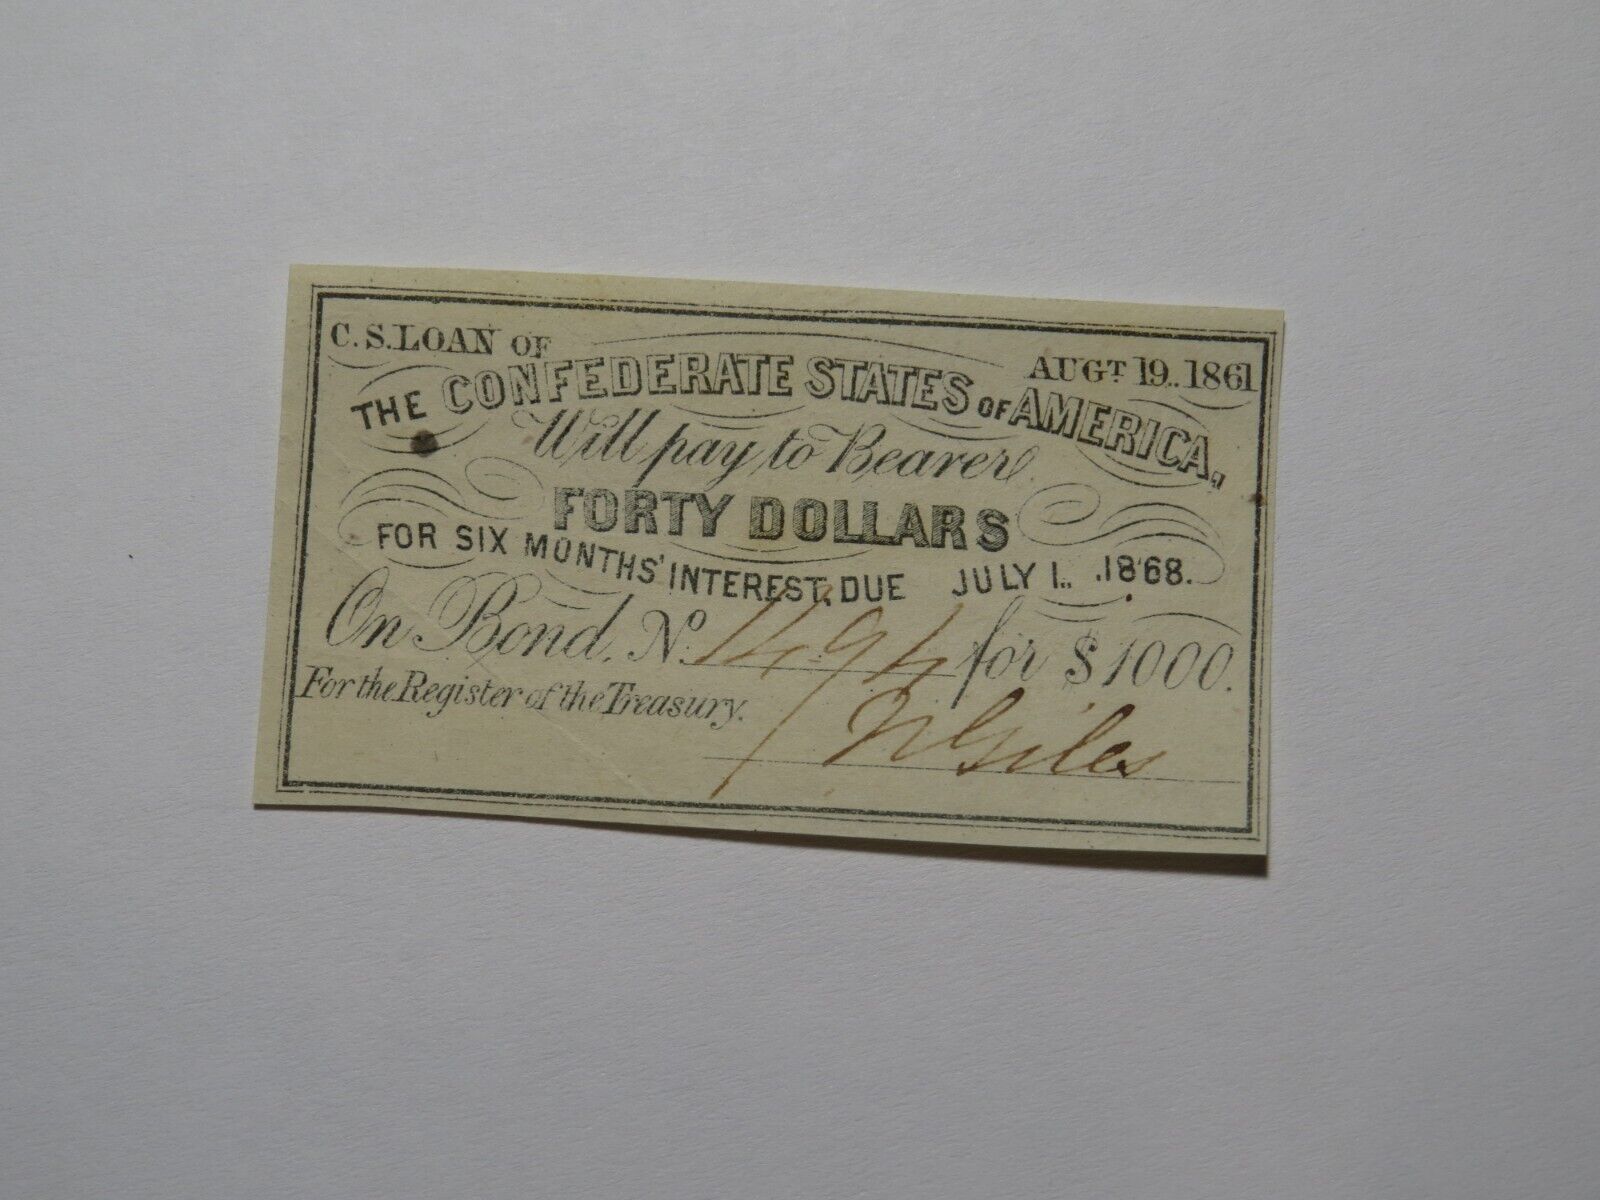 C. S. LOAN OF AUGT 19.. 1861
THE CONFEDERATE STATES OF AMERICA,
Will pay to Bearer
FORTY DOLLARS
FOR SIX MONTHS' INTEREST, DUE JULY 1.. 1868.
On Bond, No. 1494 for $1000.
For the Register of the Treasury.
N Giles